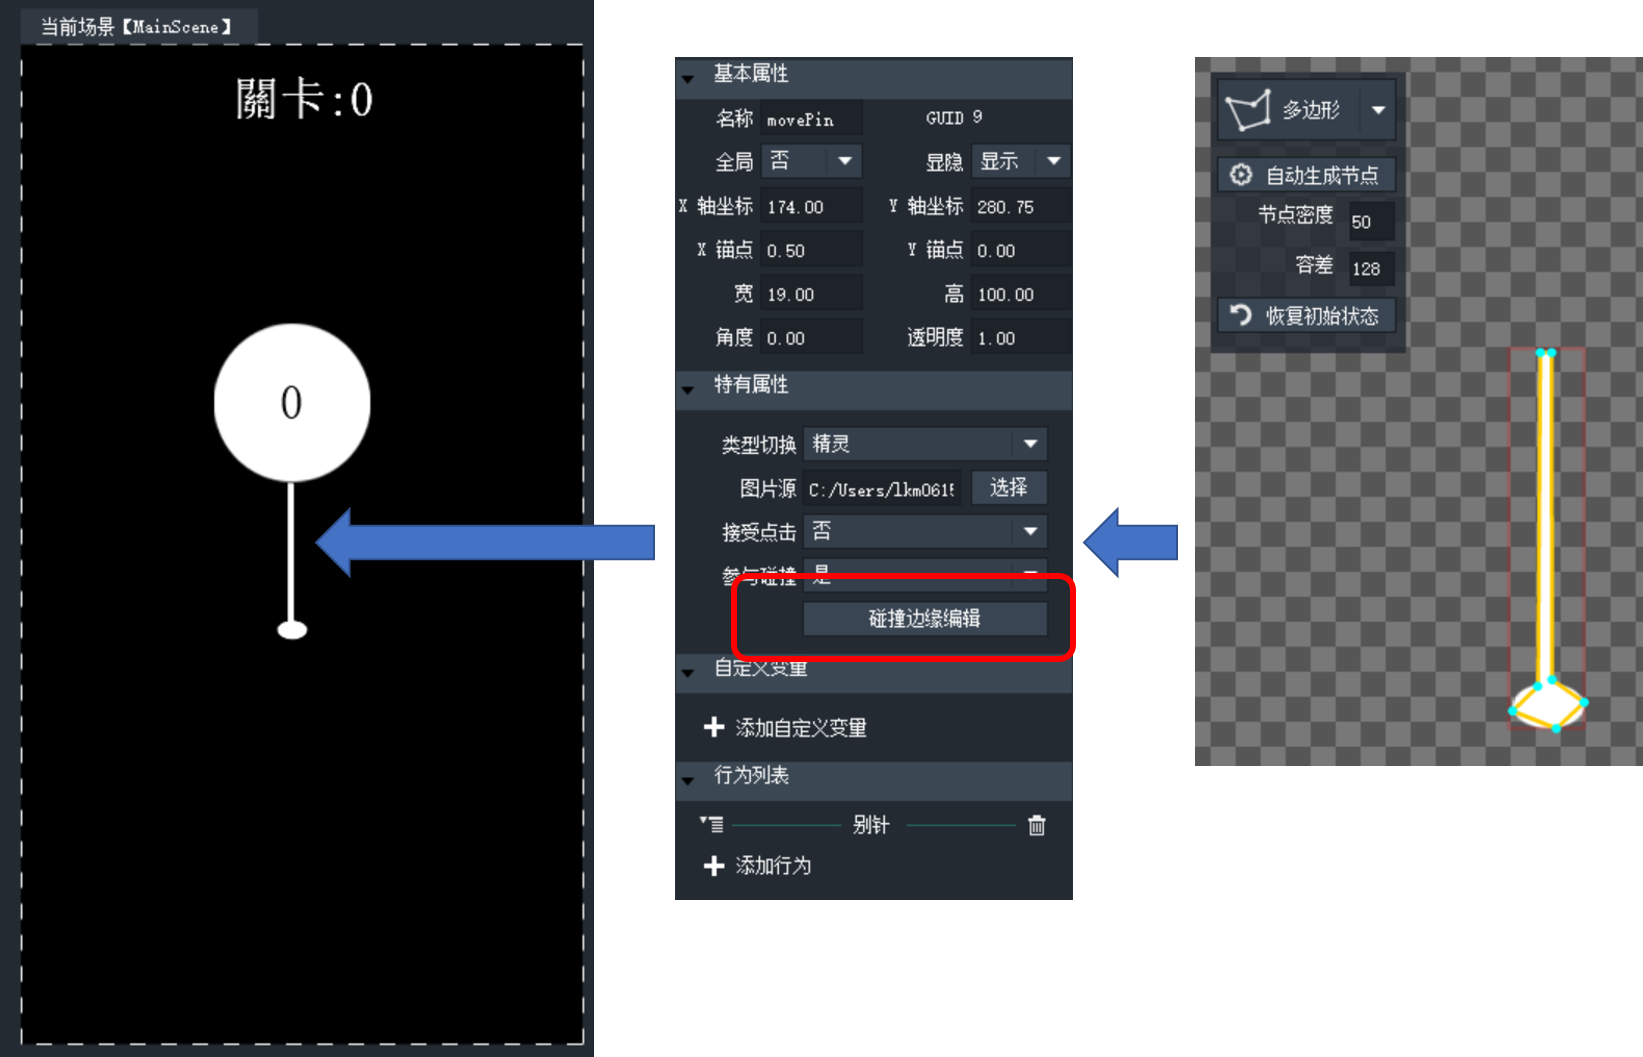 当前场景【MainScene】
關卡:0
0
基本属性
名称 movePin GUID 9
全局 否 显隐 显示
X 轴坐标 174.00 Y 轴坐标 280.75
X 锚点 0.50 Y 锚点 0.00
宽 19.00 高 100.00
角度 0.00 透明度 1.00
特有属性
类型切换 精灵
图片源 C:/Users/lkm0615 选择
接受点击 否
参与碰撞 是
碰撞边缘编辑
自定义变量
添加自定义变量
行为列表
别针
添加行为
多边形
自动生成节点
节点密度 50
容差 128
恢复初始状态